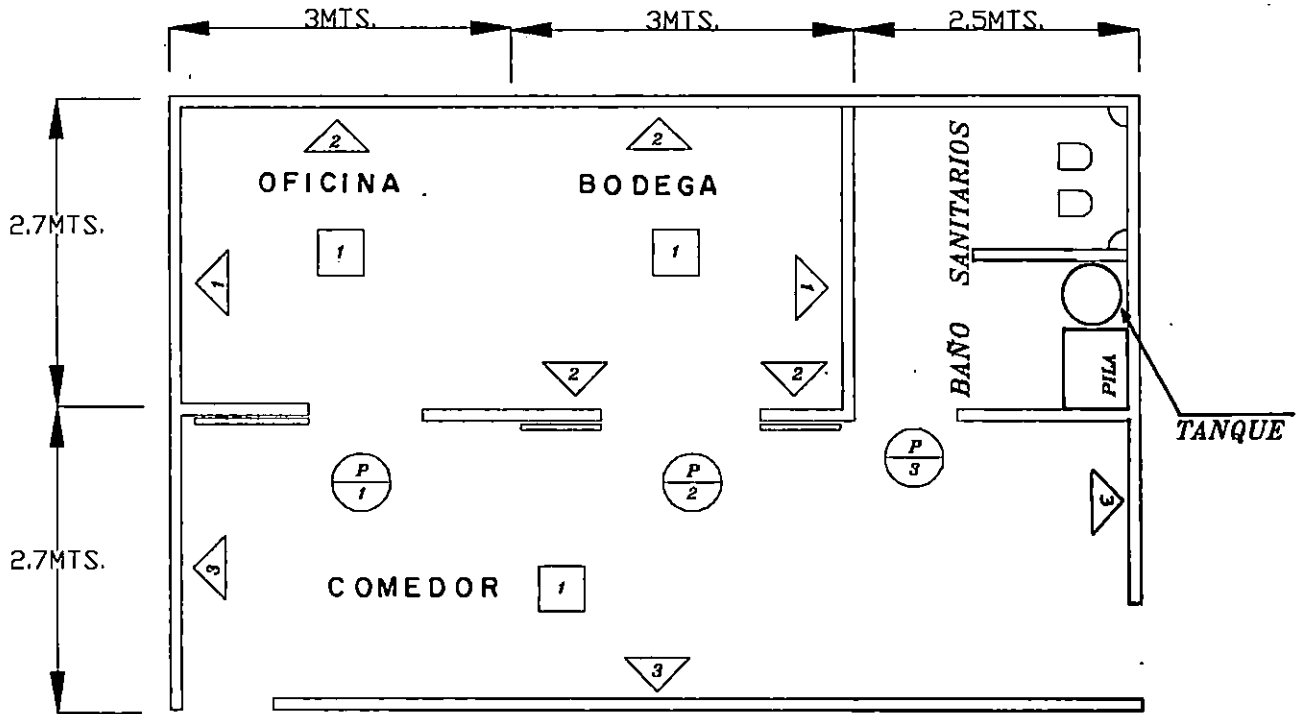 3MTS. 3MTS. 2.5MTS.
2 2
OFICINA BODEGA
SANITARIOS
2.7MTS.
1 1
1 1
BAÑO
PILA
2 2
TANQUE
P
1
P
2
P
3
3
2.7MTS.
3
COMEDOR 1
3